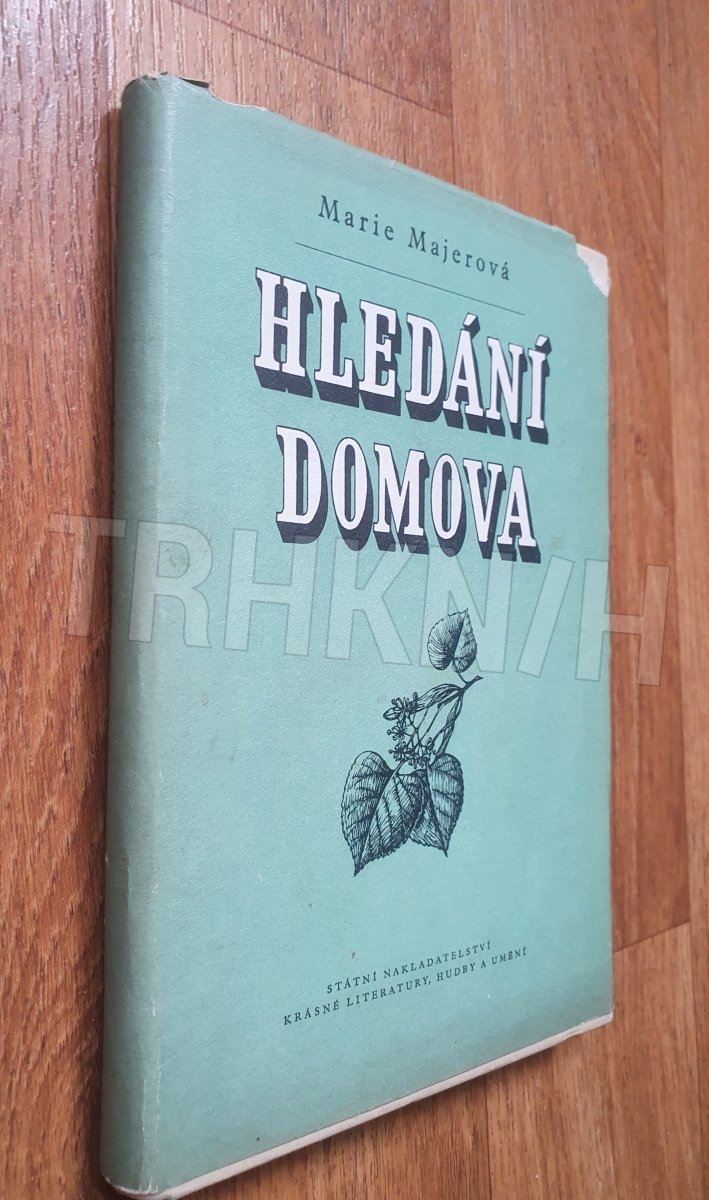 Marie Majerová
HLEDÁNÍ
DOMOVA
TRHKNIH
STÁTNÍ NAKLADATELSTVÍ
KRÁSNÉ LITERATURY, HUDBY A UMĚNÍ